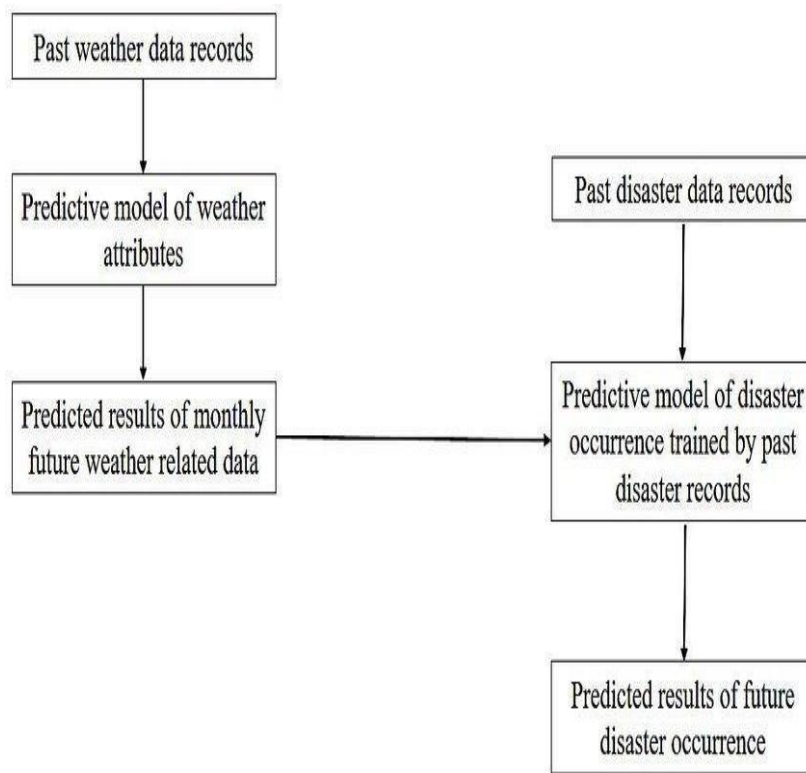 Past weather data records
Predictive model of weather
attributes
Predicted results of monthly
future weather related data
Past disaster data records
Predictive model of disaster
occurrence trained by past
disaster records
Predicted results of future
disaster occurrence